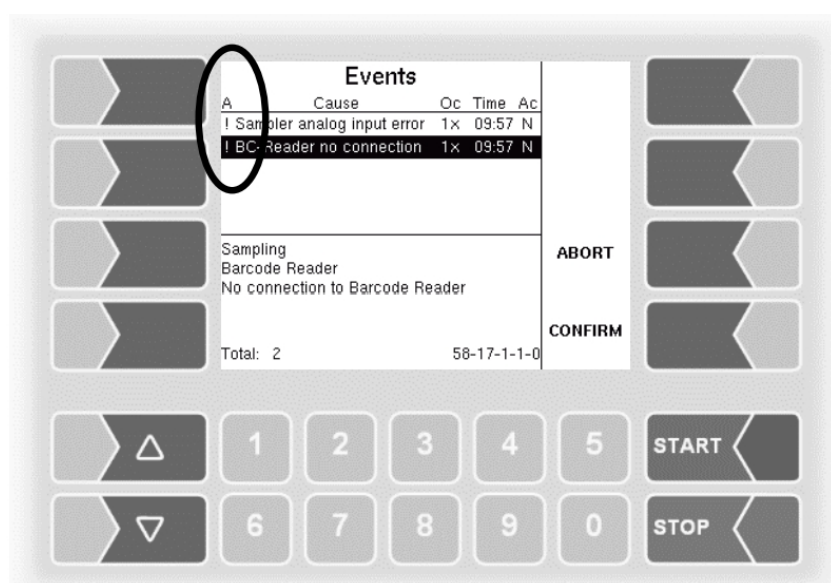 Events
A Cause Oc Time Ac
! Sampler analog input error 1x 09:57 N
! BC-Reader no connection 1x 09:57 N
Sampling
Barcode Reader
No connection to Barcode Reader
Total: 2 58-17-1-1-0
ABORT
CONFIRM
1 2 3 4 5 START
6 7 8 9 0 STOP